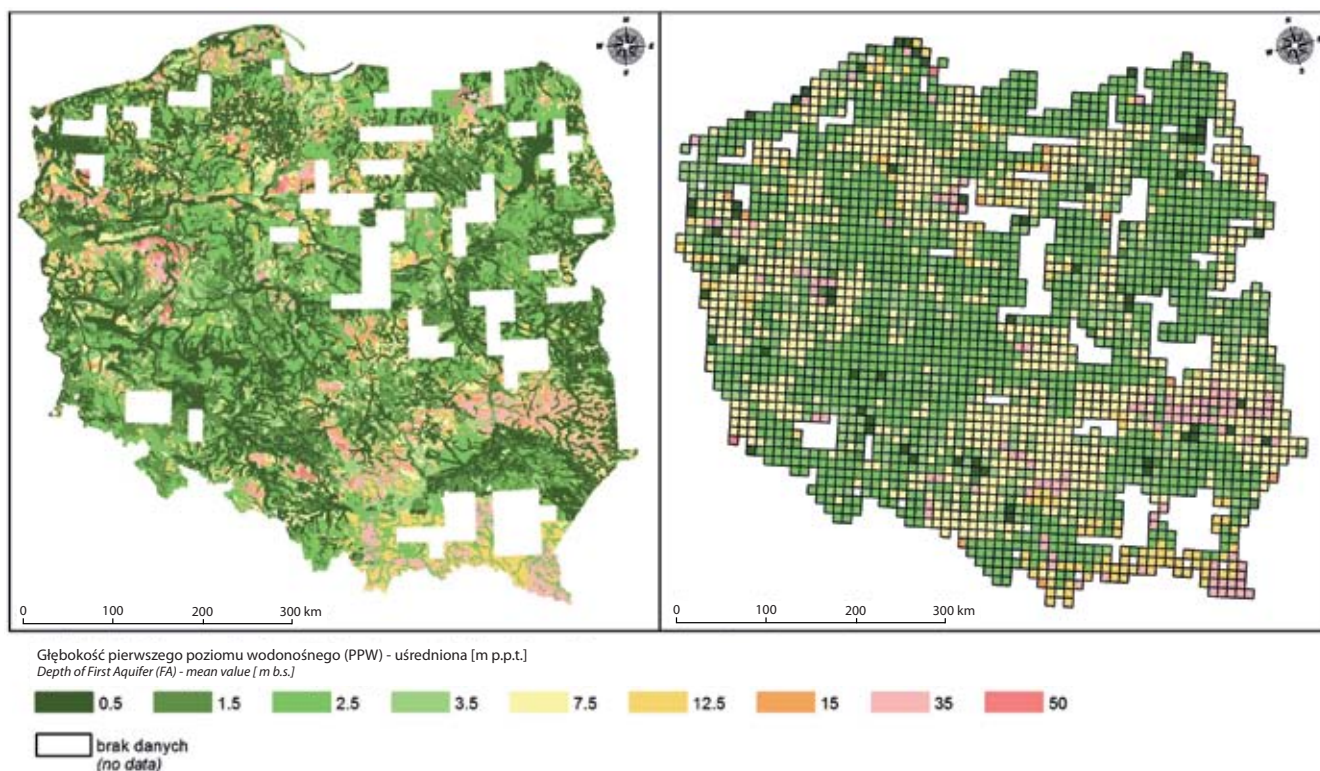 N
W E
S
N
W E
S
0 100 200 300 km
0 100 200 300 km
Głębokość pierwszego poziomu wodonośnego (PPW) - uśredniona [m p.p.t.]
Depth of First Aquifer (FA) - mean value [ m b.s.]
0.5 1.5 2.5 3.5 7.5 12.5 15 35 50
brak danych
(no data)